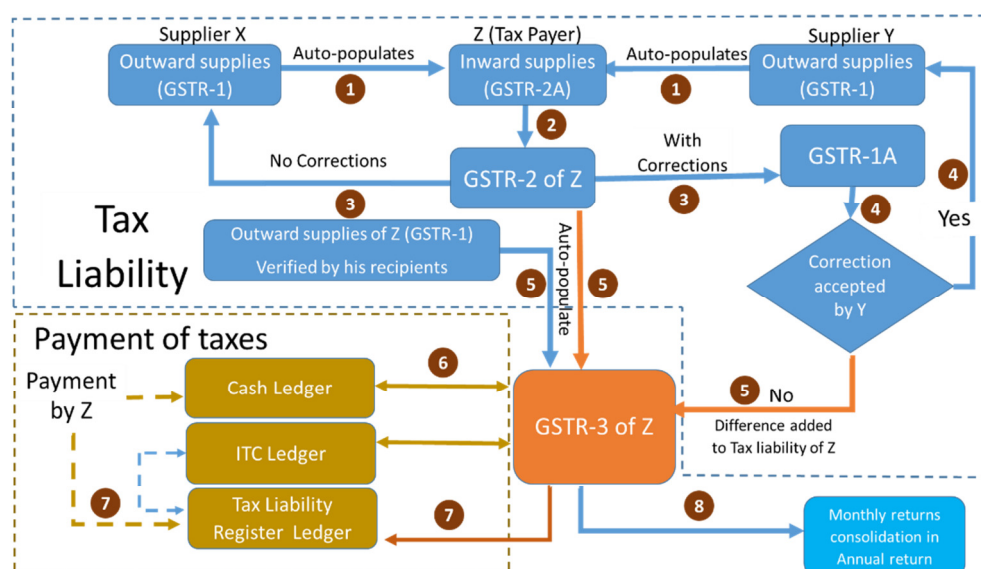 Supplier X
Z (Tax Payer)
Supplier Y
Outward supplies
(GSTR-1)
Auto-populates
1
Inward supplies
(GSTR-2A)
Auto-populates
1
Outward supplies
(GSTR-1)
2
No Corrections
3
GSTR-2 of Z
With
Corrections
3
GSTR-1A
4
4
Yes
Tax
Liability
Outward supplies of Z (GSTR-1)
Verified by his recipients
5
Auto-populate
5
Correction
accepted
by Y
5
No
Difference added
to Tax liability of Z
Payment of taxes
Payment
by Z
Cash Ledger
6
ITC Ledger
GSTR-3 of Z
7
Tax Liability
Register Ledger
7
8
Monthly returns
consolidation in
Annual return